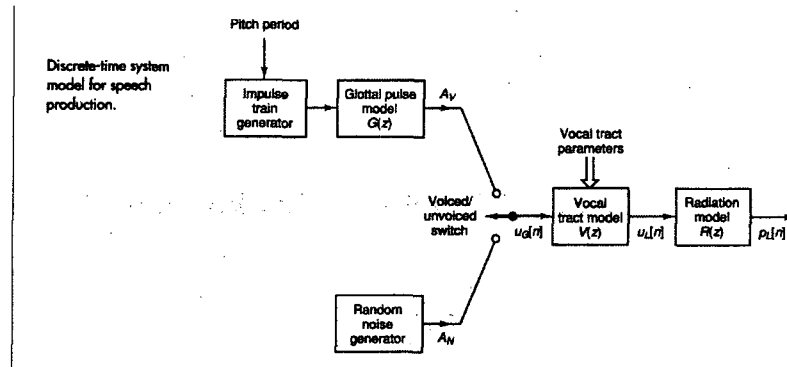 Pitch period
Discrete-time system
model for speech
production.
Impulse
train
generator
Glottal pulse
model
G(z)
A_V
Vocal tract
parameters
Voiced/
unvoiced
switch
u_G[n]
Vocal
tract model
V(z)
u_L[n]
Radiation
model
R(z)
p_L[n]
Random
noise
generator
A_N